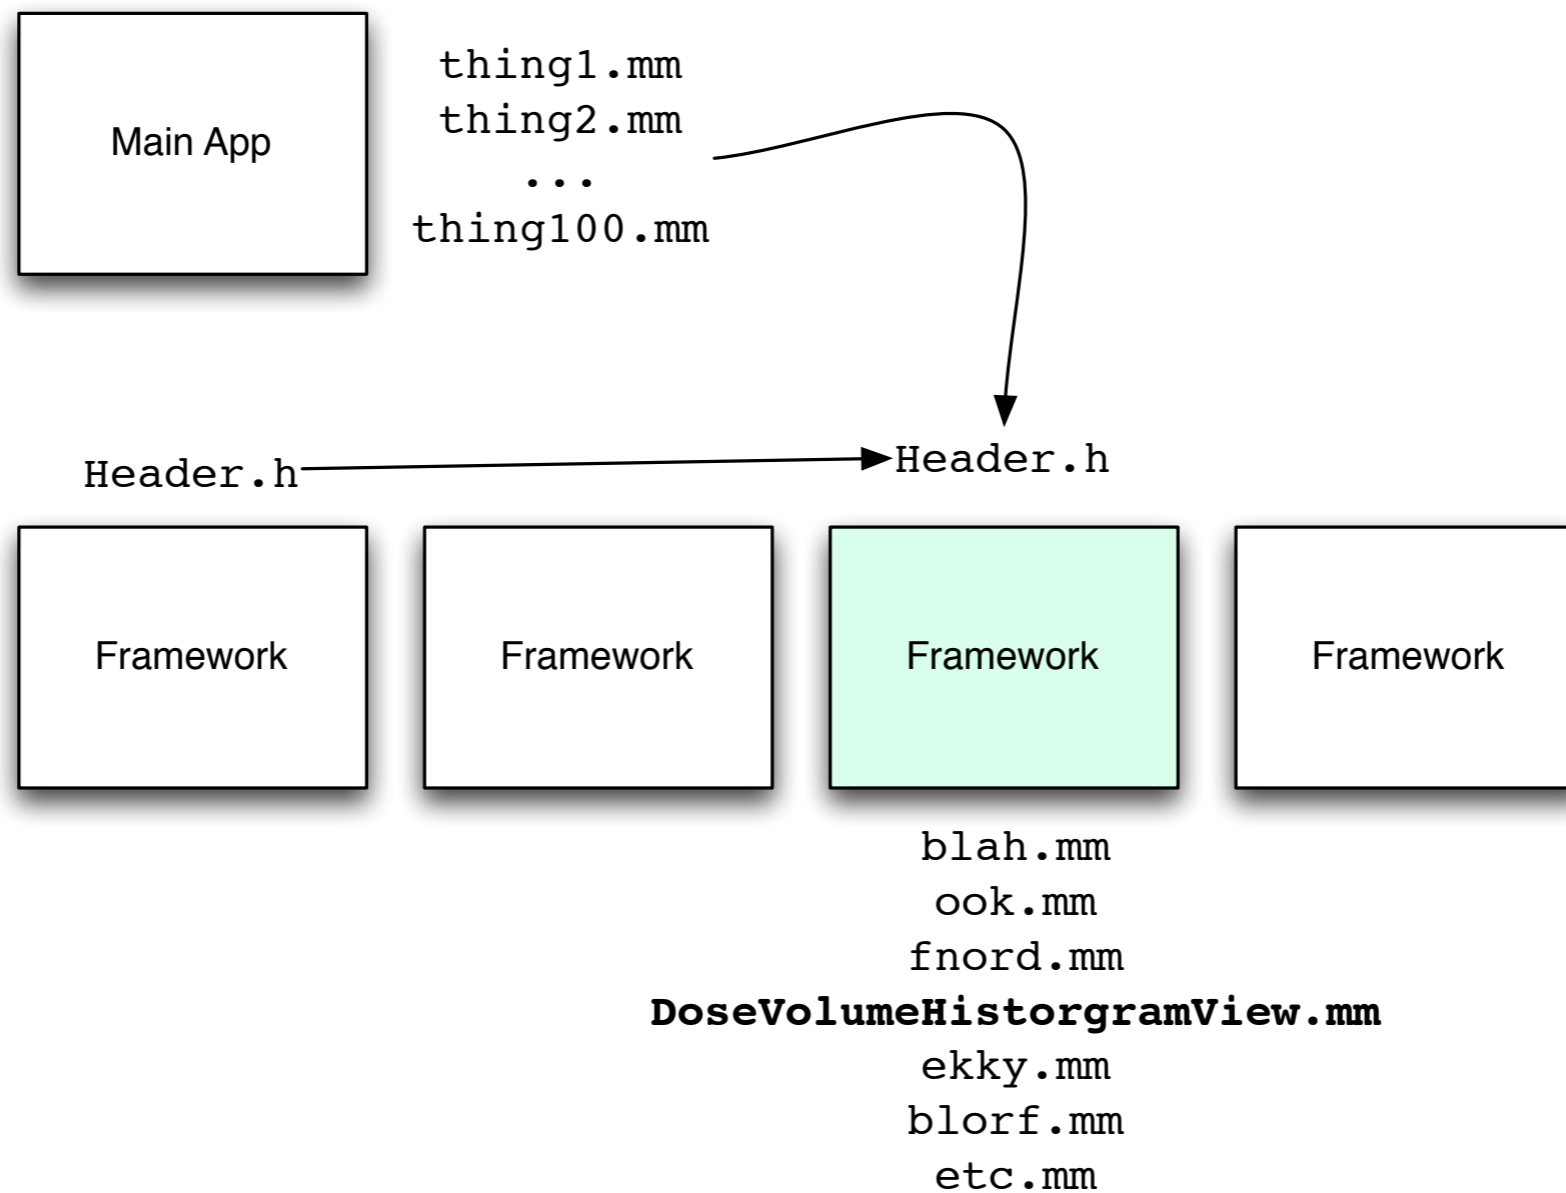 Main App
thing1.mm
thing2.mm
...
thing100.mm
Header.h
Header.h
Framework
Framework
Framework
Framework
blah.mm
ook.mm
fnord.mm
DoseVolumeHistorgramView.mm
ekky.mm
blorf.mm
etc.mm